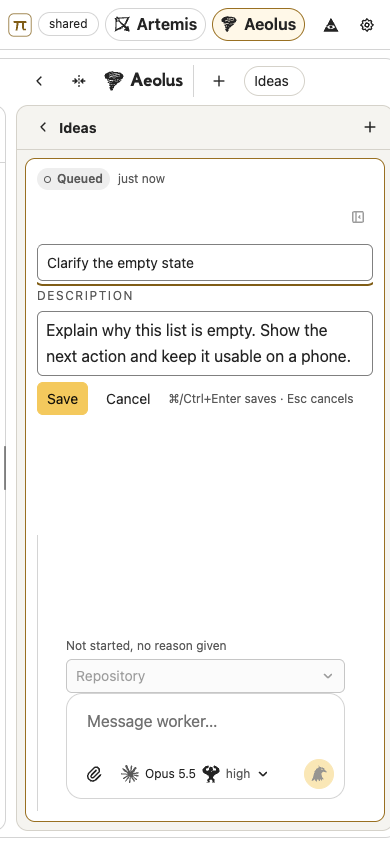 π shared Artemis Aeolus
Aeolus + Ideas
Ideas +
Queued just now
Clarify the empty state
DESCRIPTION
Explain why this list is empty. Show the
next action and keep it usable on a phone.
Save Cancel ⌘/Ctrl+Enter saves · Esc cancels
Not started, no reason given
Repository
Message worker...
Opus 5.5 high